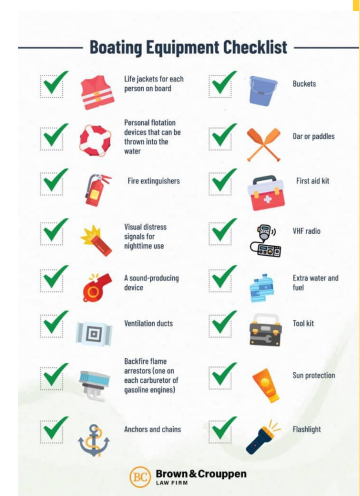 Boating Equipment Checklist
Life jackets for each
person on board
Buckets
Personal flotation
devices that can be
thrown into the
water
Oar or paddles
Fire extinguishers
First aid kit
Visual distress
signals for
nighttime use
VHF radio
A sound-producing
device
Extra water and
fuel
Ventilation ducts
Tool kit
Backfire flame
arrestors (one on
each carburetor of
gasoline engines)
Sun protection
Anchors and chains
Flashlight
BC Brown & Crouppen
LAW FIRM